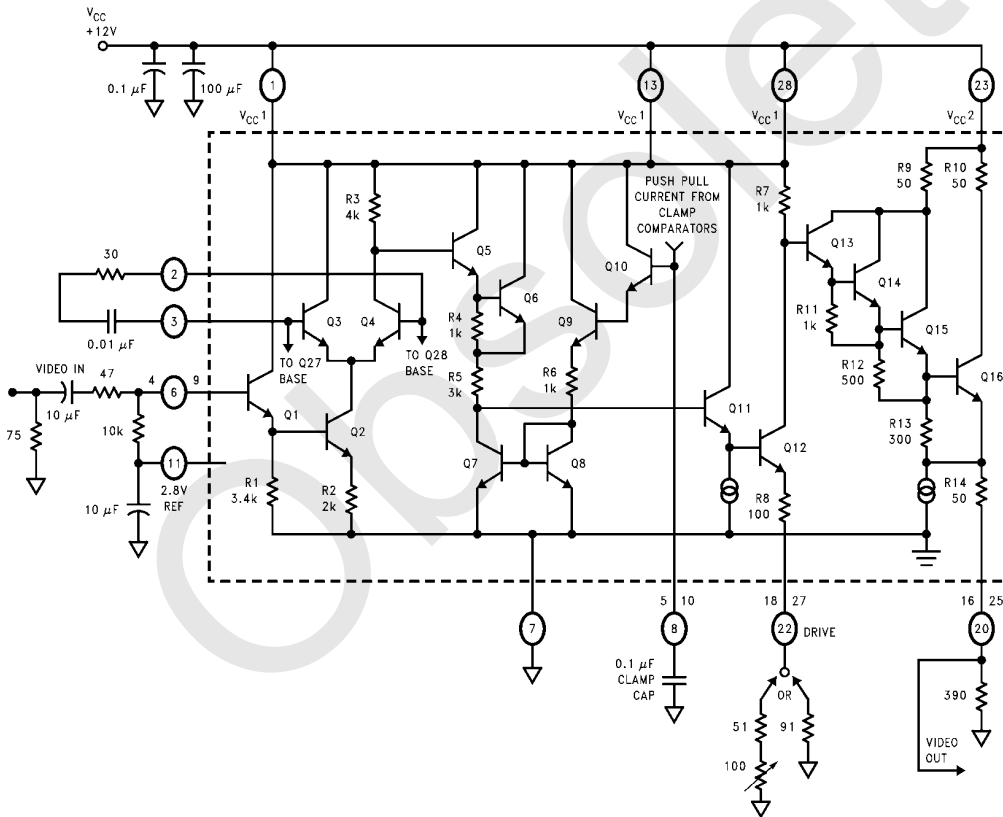 Obsolete
VCC
+12V
0.1 μF
100 μF
1
13
28
23
VCC1
VCC1
VCC1
VCC2
R3
4k
PUSH PULL
CURRENT FROM
CLAMP
COMPARATORS
R7
1k
R9
50
R10
50
30
2
3
0.01 μF
Q3
Q4
Q5
Q6
Q9
Q10
Q13
Q14
Q15
Q16
TO Q27
BASE
TO Q28
BASE
R4
1k
R5
3k
R6
1k
R11
1k
R12
500
R13
300
R14
50
VIDEO IN
47
4
6
9
10 μF
75
10k
11
2.8V
REF
10 μF
Q1
Q2
R1
3.4k
R2
2k
Q7
Q8
Q11
Q12
R8
100
7
5
10
8
0.1 μF
CLAMP
CAP
18
27
22
DRIVE
OR
51
91
100
16
25
20
390
VIDEO
OUT